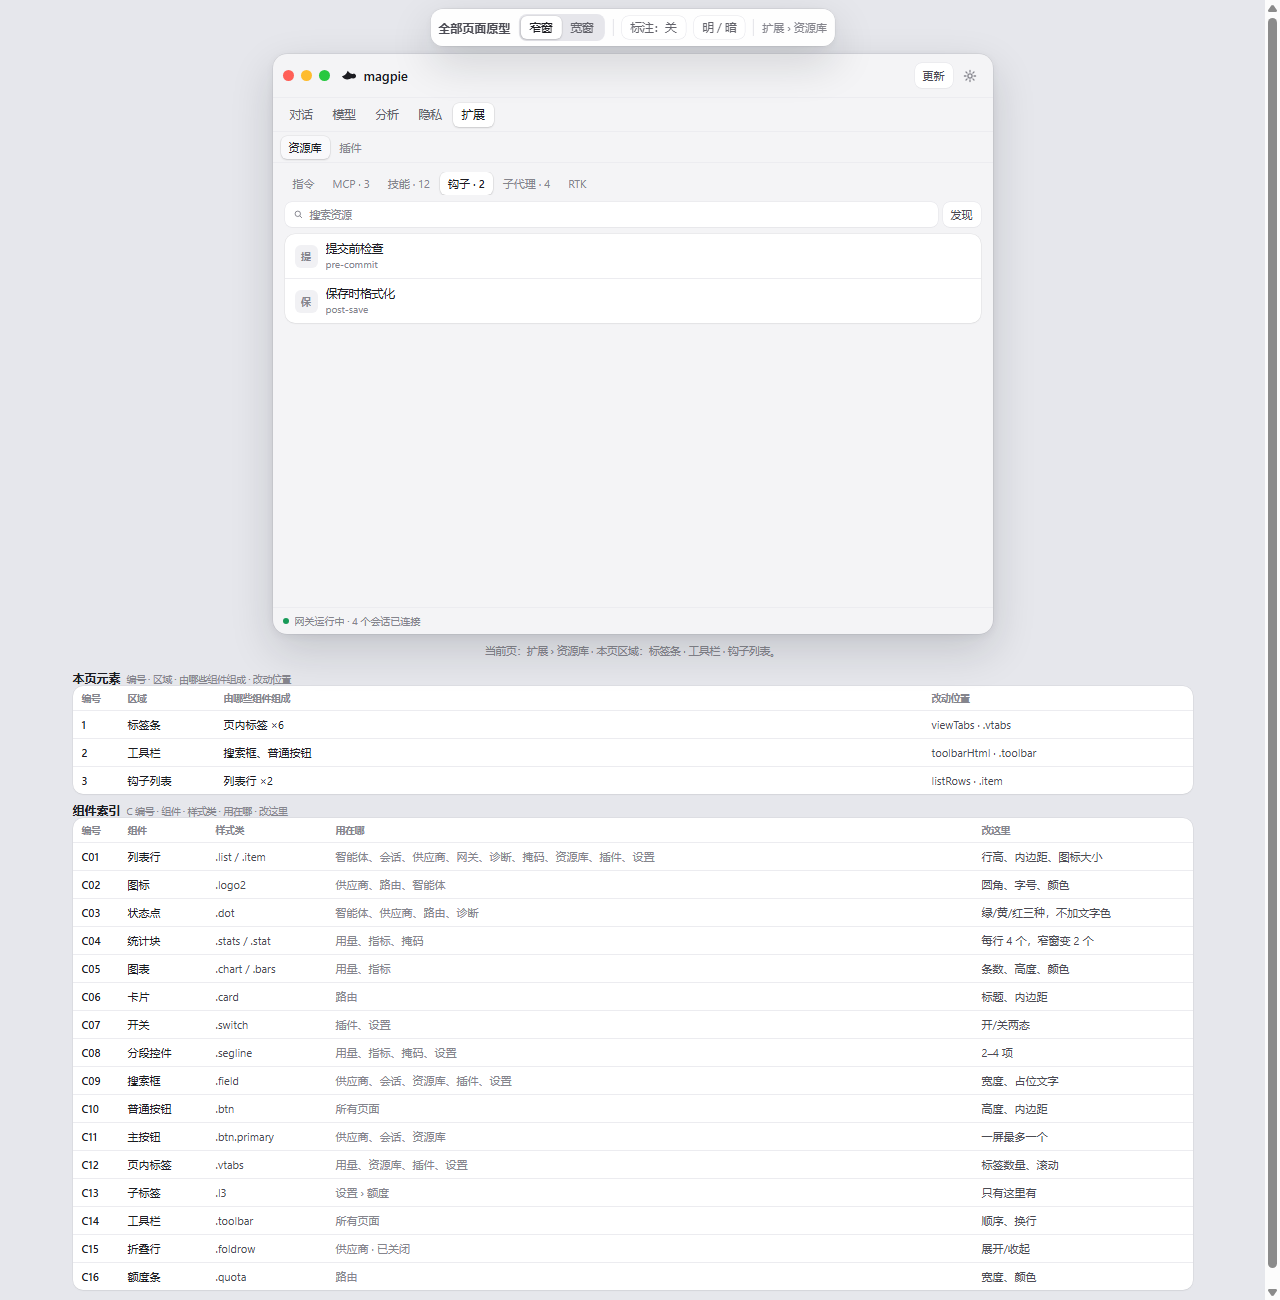 全部页面原型 窄窗 宽窗 标注：关 明 / 暗 扩展 › 资源库
magpie 更新
对话 模型 分析 隐私 扩展
资源库 插件
指令 MCP · 3 技能 · 12 钩子 · 2 子代理 · 4 RTK
搜索资源 发现
提 提交前检查
pre-commit
保 保存时格式化
post-save
网关运行中 · 4 个会话已连接
当前页：扩展 › 资源库 · 本页区域：标签条 · 工具栏 · 钩子列表。
本页元素 编号 · 区域 · 由哪些组件组成 · 改动位置
编号 区域 由哪些组件组成 改动位置
1 标签条 页内标签 ×6 viewTabs · .vtabs
2 工具栏 搜索框、普通按钮 toolbarHtml · .toolbar
3 钩子列表 列表行 ×2 listRows · .item
组件索引 C 编号 · 组件 · 样式类 · 用在哪 · 改这里
编号 组件 样式类 用在哪 改这里
C01 列表行 .list / .item 智能体、会话、供应商、网关、诊断、掩码、资源库、插件、设置 行高、内边距、图标大小
C02 图标 .logo2 供应商、路由、智能体 圆角、字号、颜色
C03 状态点 .dot 智能体、供应商、路由、诊断 绿/黄/红三种，不加文字色
C04 统计块 .stats / .stat 用量、指标、掩码 每行 4 个，窄窗变 2 个
C05 图表 .chart / .bars 用量、指标 条数、高度、颜色
C06 卡片 .card 路由 标题、内边距
C07 开关 .switch 插件、设置 开/关两态
C08 分段控件 .segline 用量、指标、掩码、设置 2–4 项
C09 搜索框 .field 供应商、会话、资源库、插件、设置 宽度、占位文字
C10 普通按钮 .btn 所有页面 高度、内边距
C11 主按钮 .btn.primary 供应商、会话、资源库 一屏最多一个
C12 页内标签 .vtabs 用量、资源库、插件、设置 标签数量、滚动
C13 子标签 .l3 设置 › 额度 只有这里有
C14 工具栏 .toolbar 所有页面 顺序、换行
C15 折叠行 .foldrow 供应商 · 已关闭 展开/收起
C16 额度条 .quota 路由 宽度、颜色